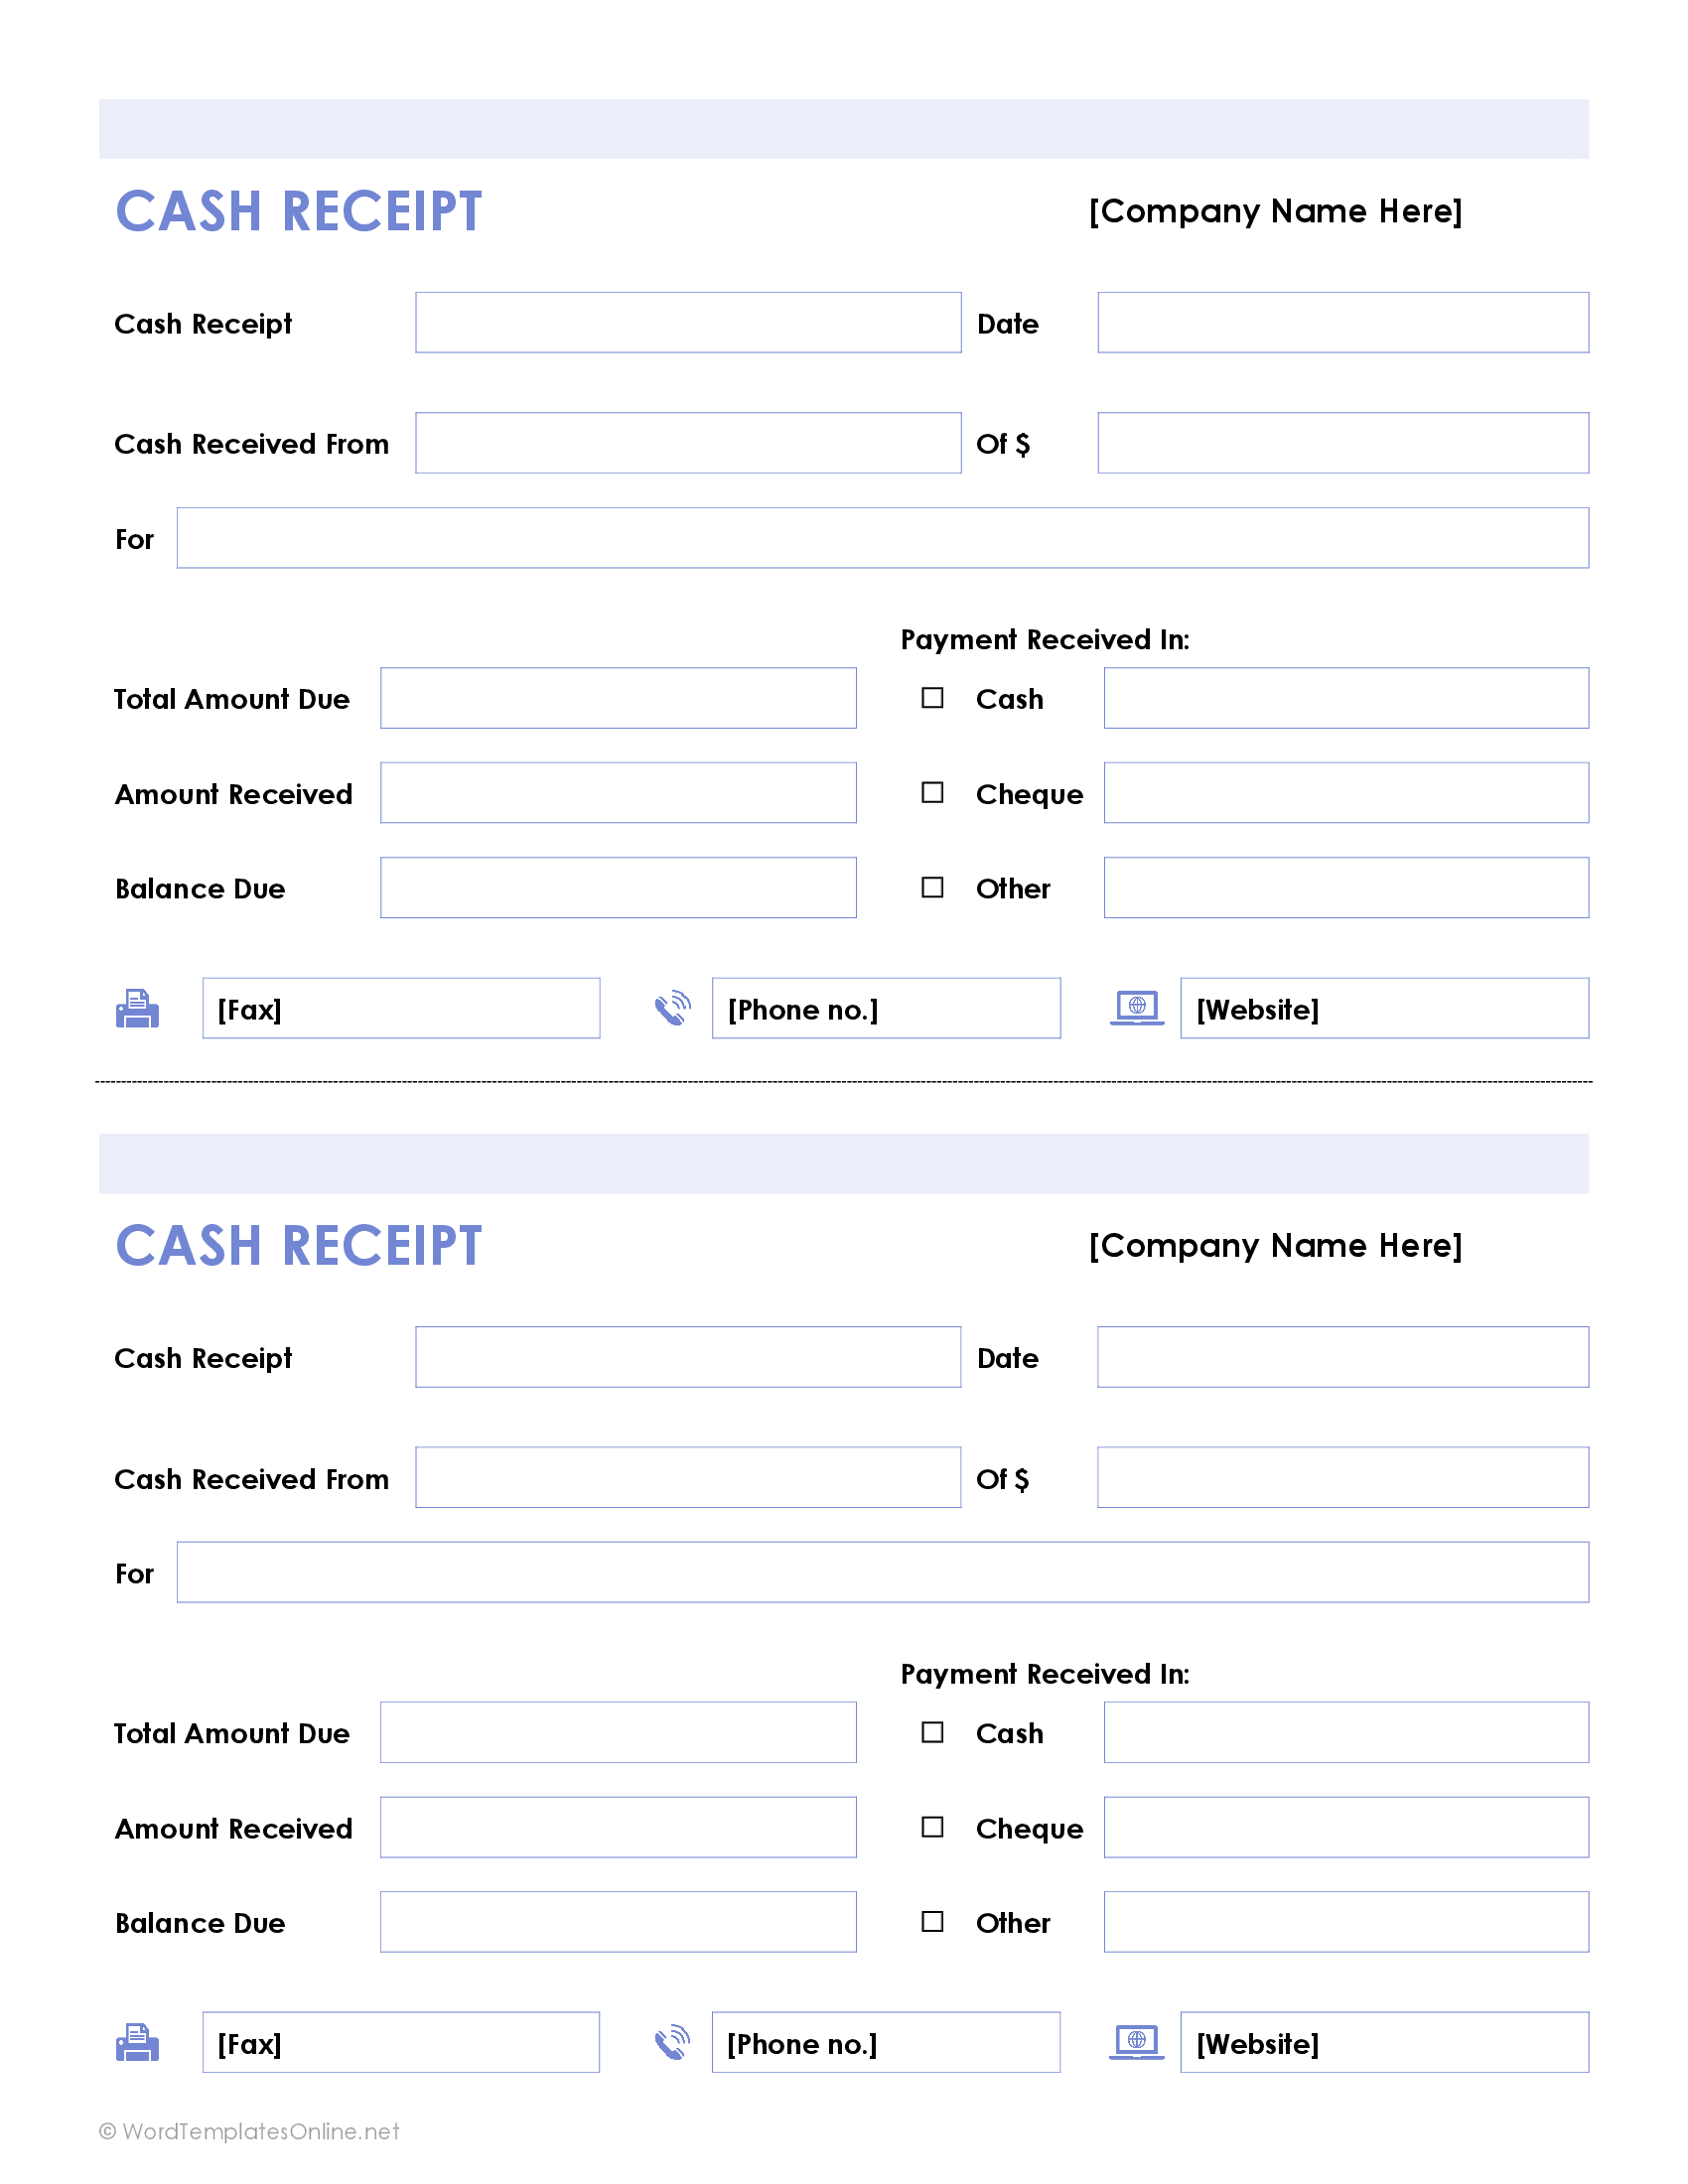 CASH RECEIPT [Company Name Here]
Cash Receipt Date
Cash Received From Of $
For
Payment Received In:
Total Amount Due ☐ Cash
Amount Received ☐ Cheque
Balance Due ☐ Other
[Fax] [Phone no.] [Website]
CASH RECEIPT [Company Name Here]
Cash Receipt Date
Cash Received From Of $
For
Payment Received In:
Total Amount Due ☐ Cash
Amount Received ☐ Cheque
Balance Due ☐ Other
[Fax] [Phone no.] [Website]
© WordTemplatesOnline.net